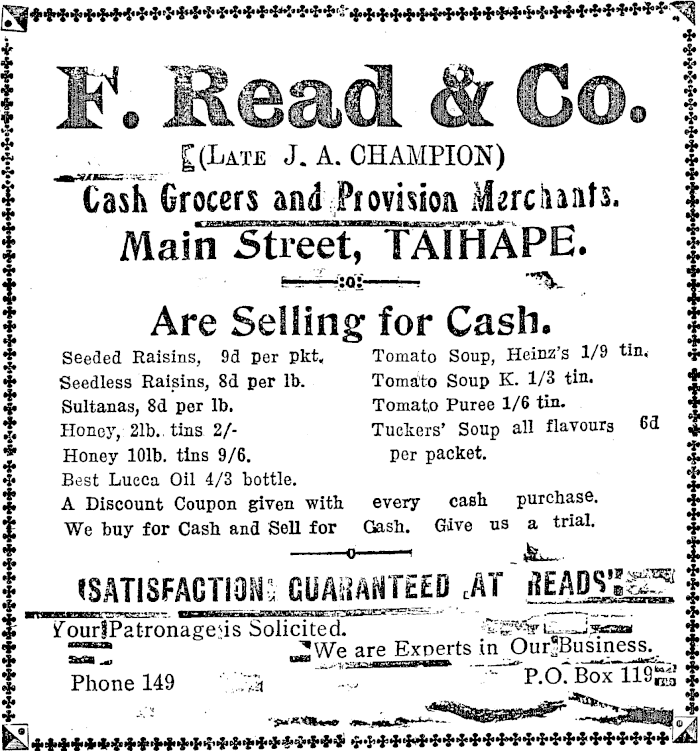 F. Read & Co.
(LATE J. A. CHAMPION)
Cash Grocers and Provision Merchants.
Main Street, TAIHAPE.
Are Selling for Cash.
Seeded Raisins, 9d per pkt.
Seedless Raisins, 8d per lb.
Sultanas, 8d per lb.
Honey, 2lb. tins 2/-
Honey 10lb. tins 9/6.
Best Lucca Oil 4/3 bottle.
Tomato Soup, Heinz's 1/9 tin.
Tomato Soup K. 1/3 tin.
Tomato Puree 1/6 tin.
Tuckers' Soup all flavours 6d
per packet.
A Discount Coupon given with every cash purchase.
We buy for Cash and Sell for Cash. Give us a trial.
SATISFACTION GUARANTEED AT READS'
Your Patronage is Solicited.
We are Experts in Our Business.
Phone 149
P.O. Box 119